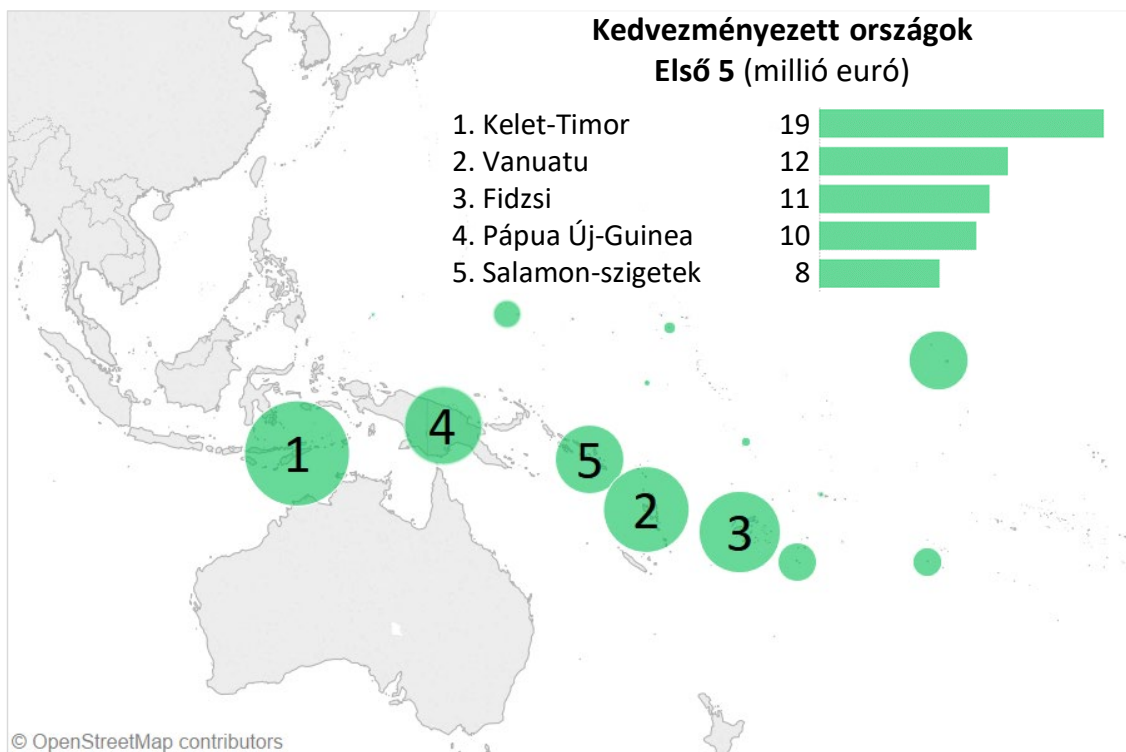 Kedvezményezett országok
Első 5 (millió euró)
1. Kelet-Timor 19
2. Vanuatu 12
3. Fidzsi 11
4. Pápua Új-Guinea 10
5. Salamon-szigetek 8
4
1
5
2
3
© OpenStreetMap contributors